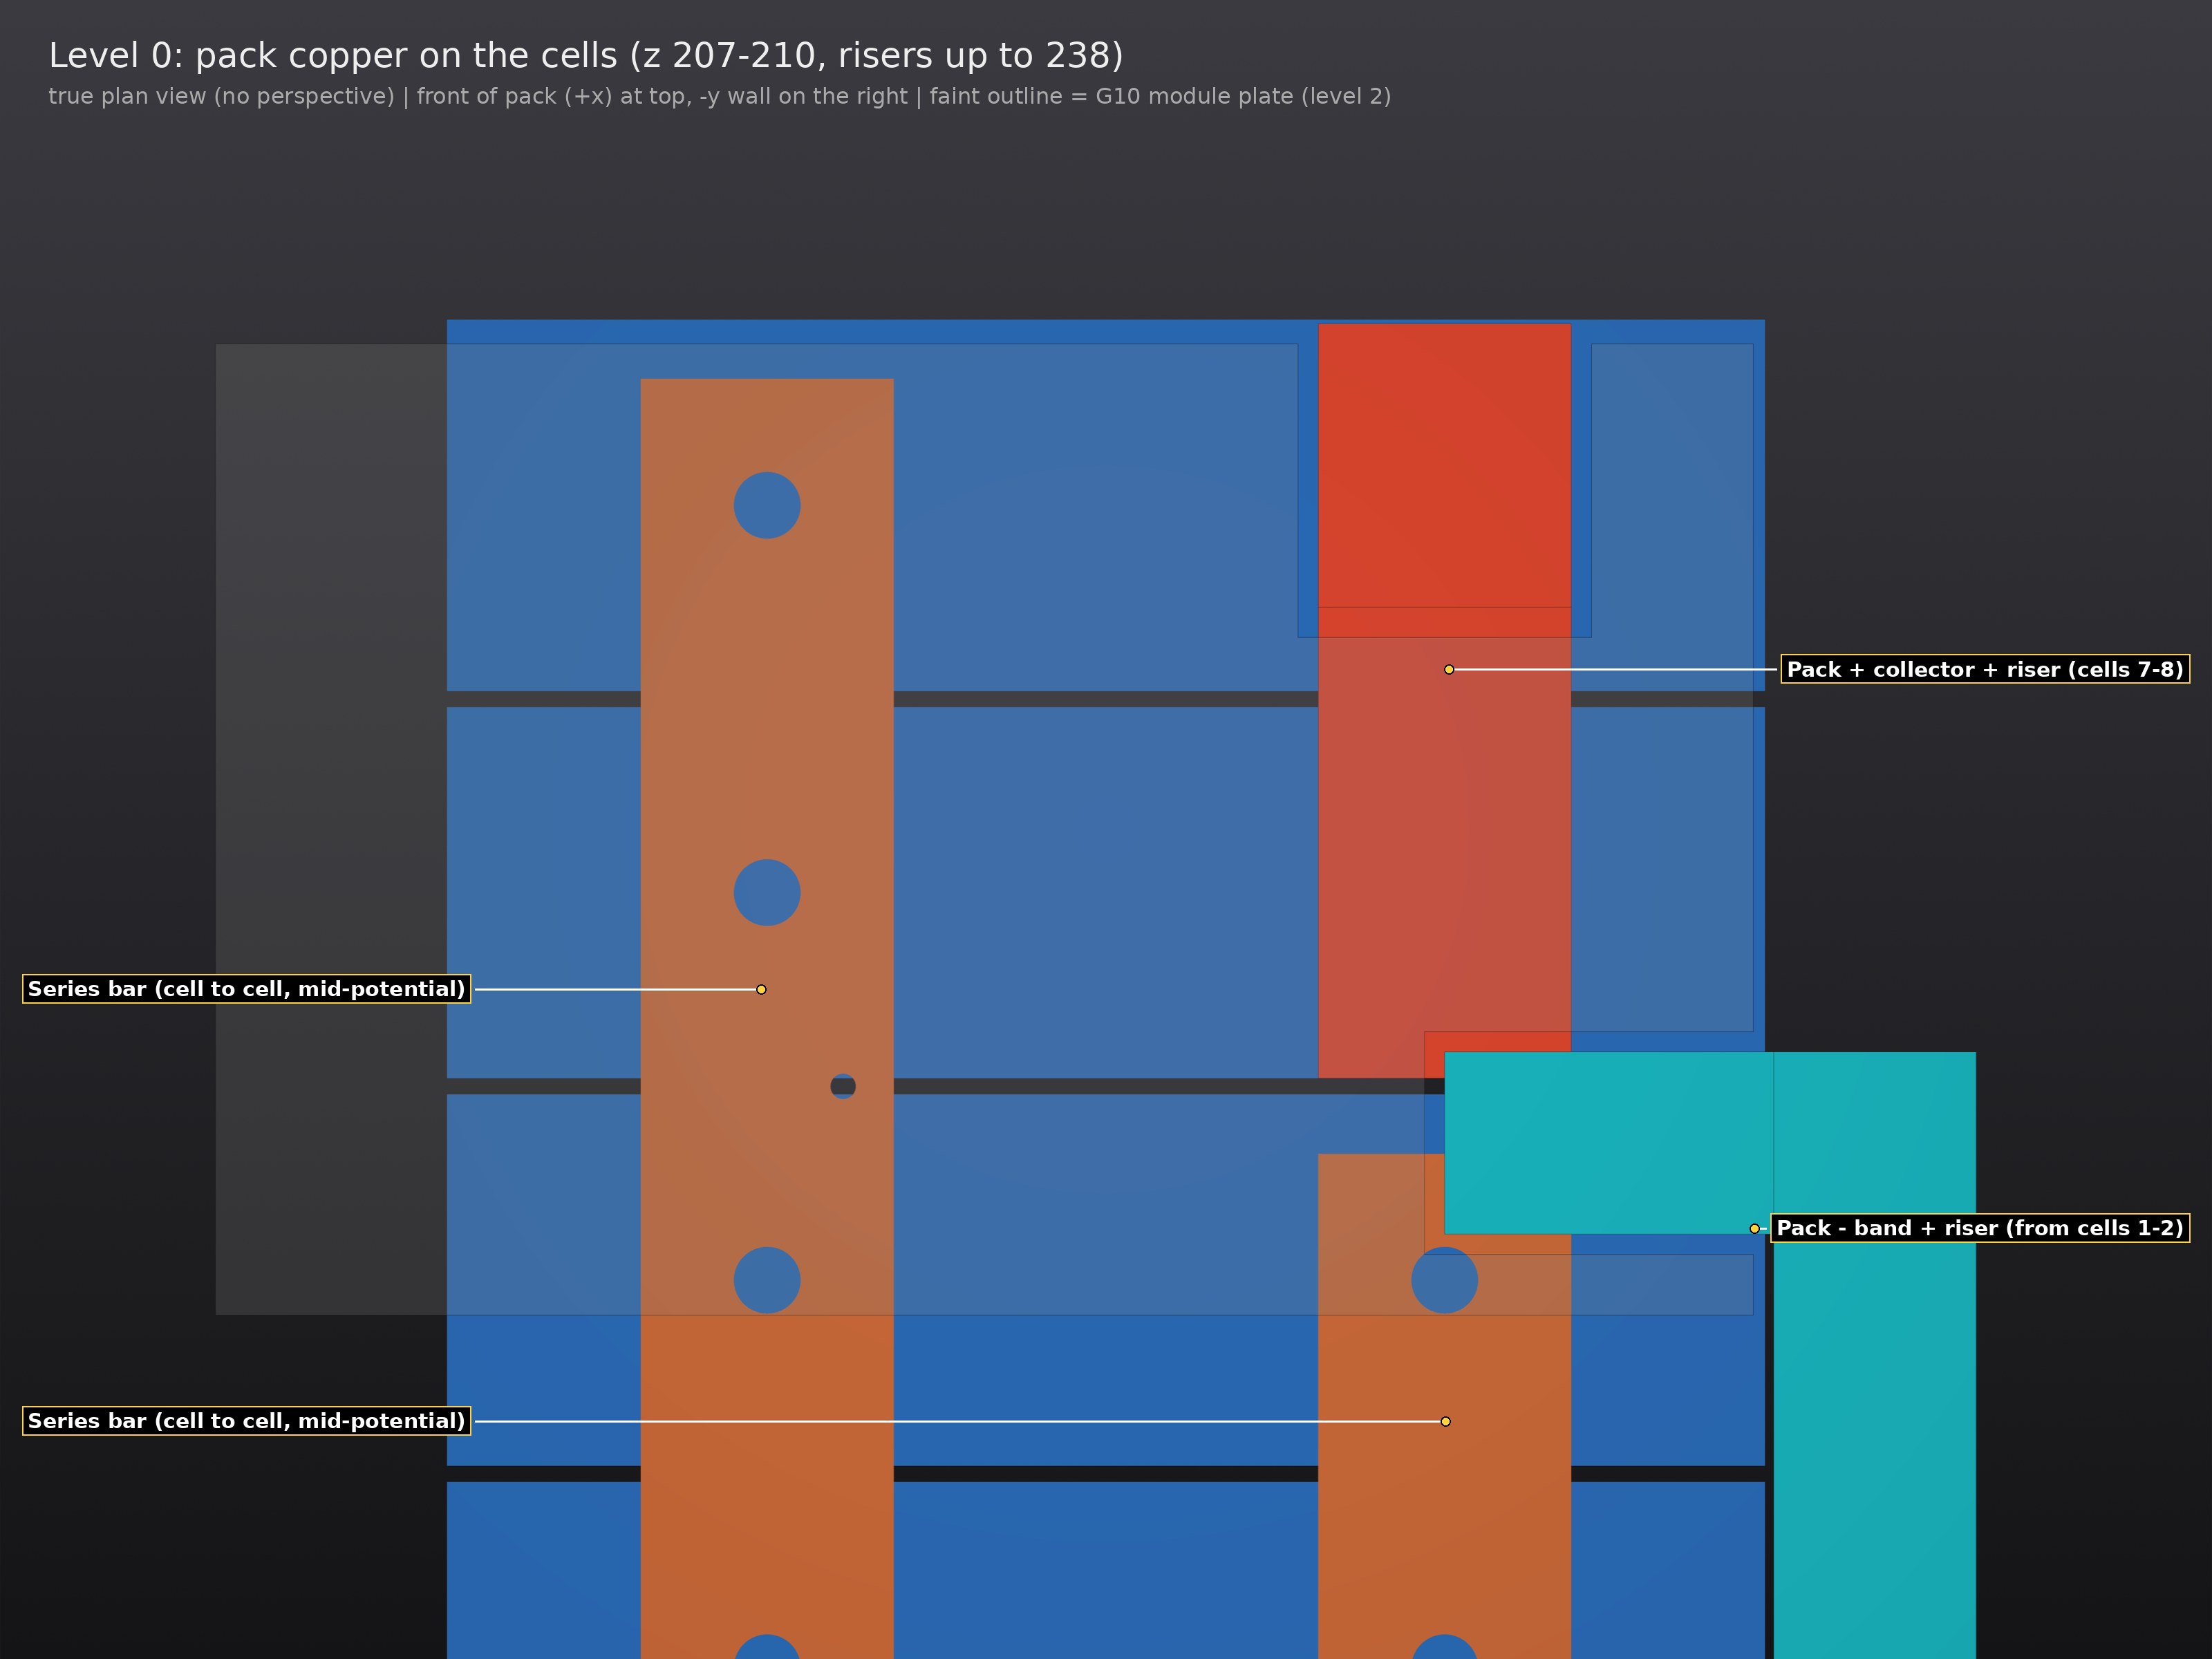 Level 0: pack copper on the cells (z 207-210, risers up to 238)
true plan view (no perspective) | front of pack (+x) at top, -y wall on the right | faint outline = G10 module plate (level 2)
Pack + collector + riser (cells 7-8)
Series bar (cell to cell, mid-potential)
Pack - band + riser (from cells 1-2)
Series bar (cell to cell, mid-potential)